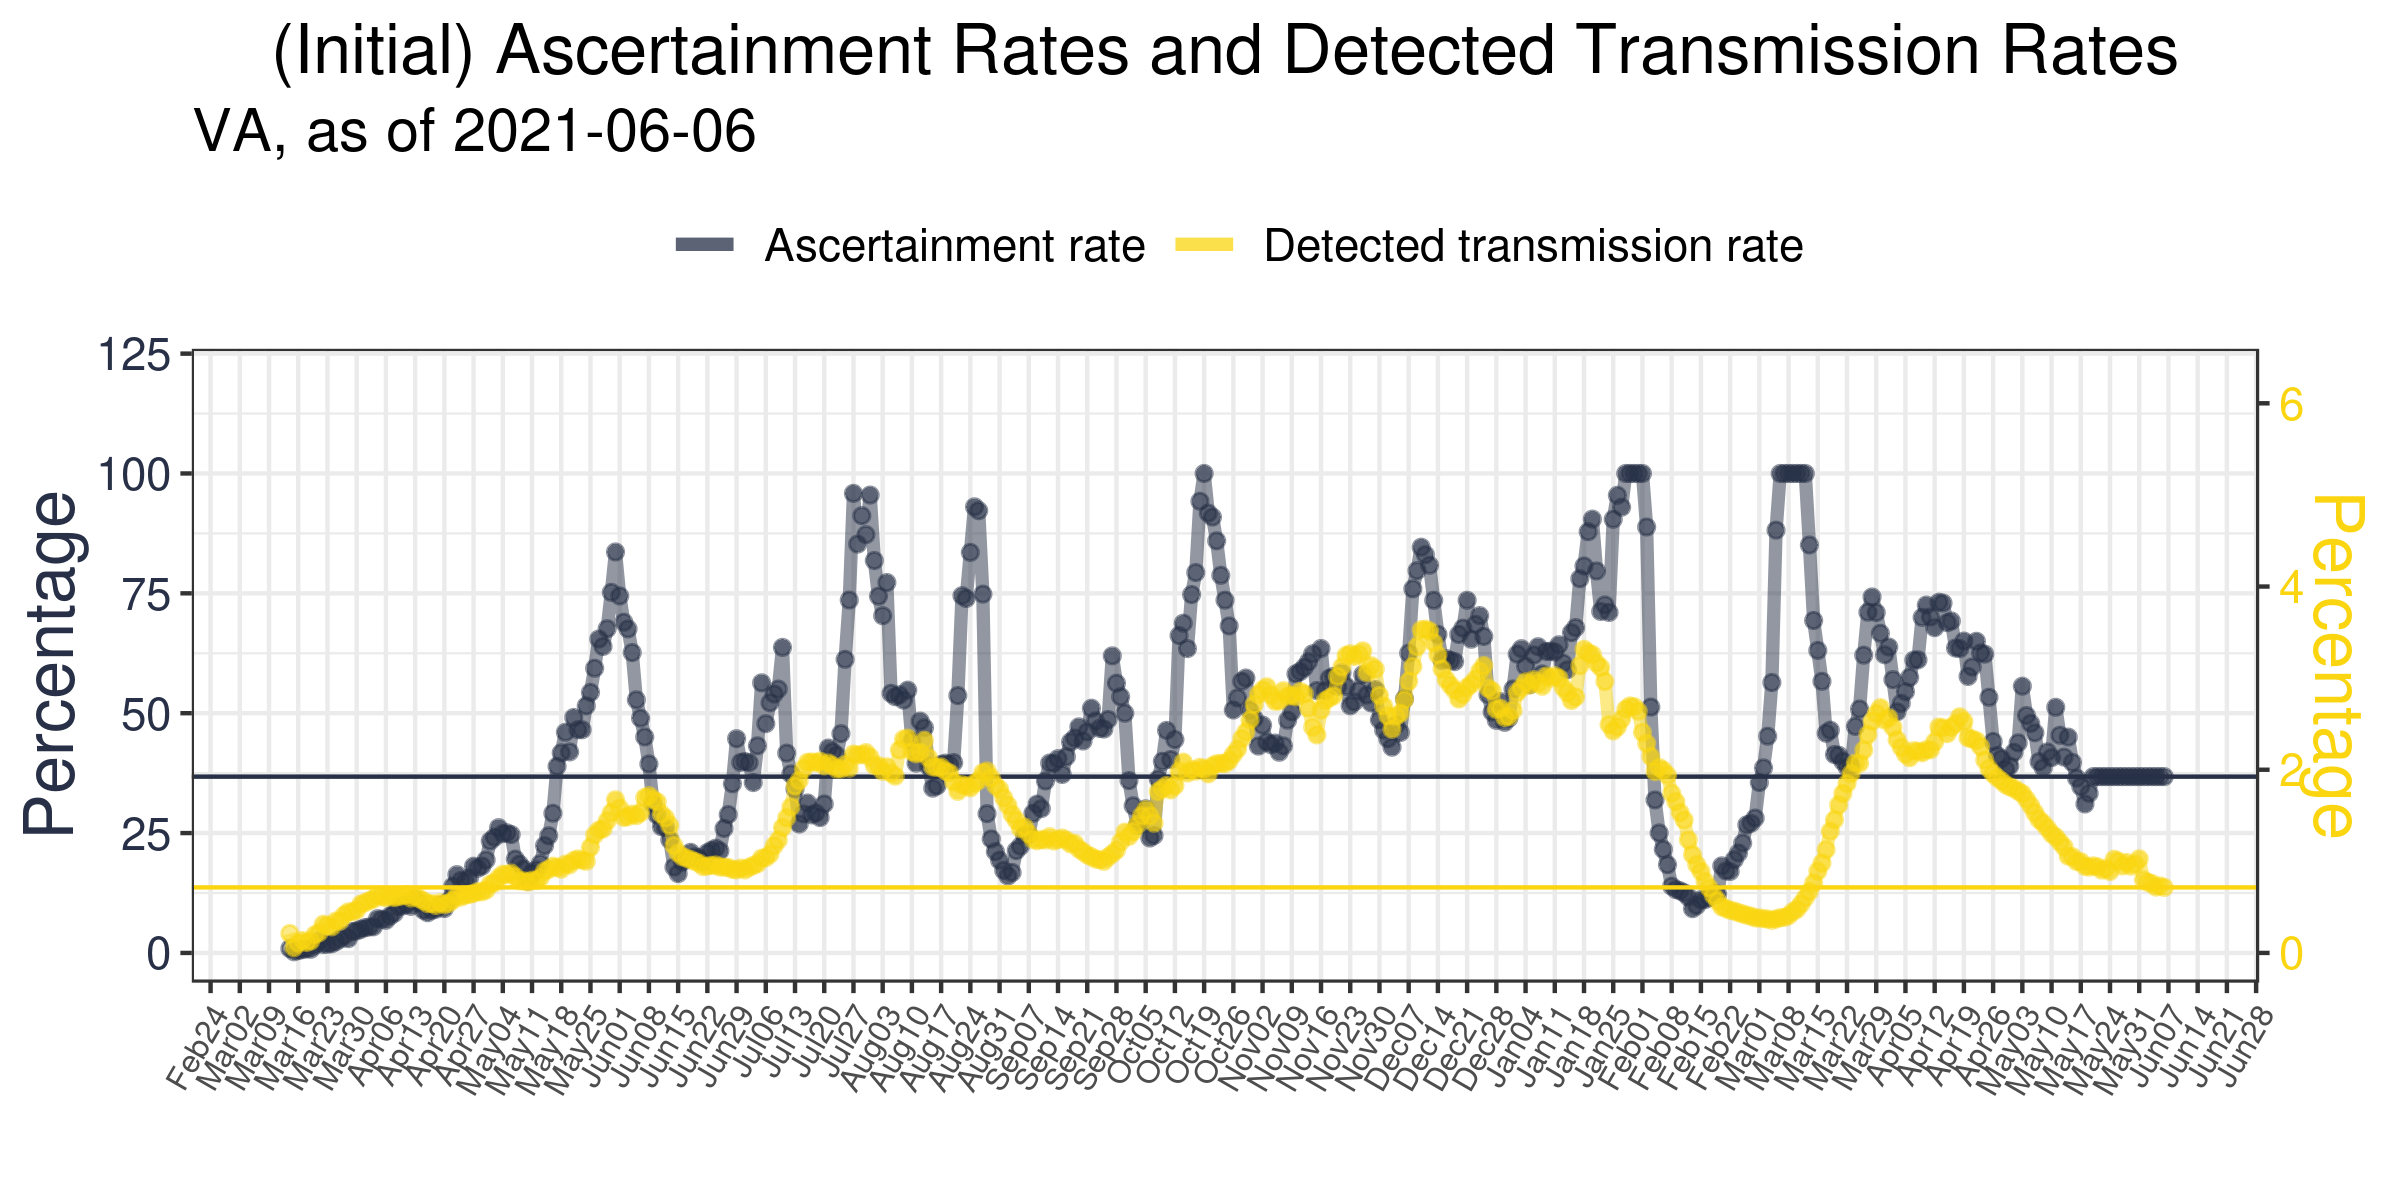 (Initial) Ascertainment Rates and Detected Transmission Rates
VA, as of 2021-06-06
Ascertainment rate
Detected transmission rate
Percentage
125
100
75
50
25
0
6
4
2
0
Percentage
Feb24
Mar02
Mar09
Mar16
Mar23
Mar30
Apr06
Apr13
Apr20
Apr27
May04
May11
May18
May25
Jun01
Jun08
Jun15
Jun22
Jun29
Jul06
Jul13
Jul20
Jul27
Aug03
Aug10
Aug17
Aug24
Aug31
Sep07
Sep14
Sep21
Sep28
Oct05
Oct12
Oct19
Oct26
Nov02
Nov09
Nov16
Nov23
Nov30
Dec07
Dec14
Dec21
Dec28
Jan04
Jan11
Jan18
Jan25
Feb01
Feb08
Feb15
Feb22
Mar01
Mar08
Mar15
Mar22
Mar29
Apr05
Apr12
Apr19
Apr26
May03
May10
May17
May24
May31
Jun07
Jun14
Jun21
Jun28